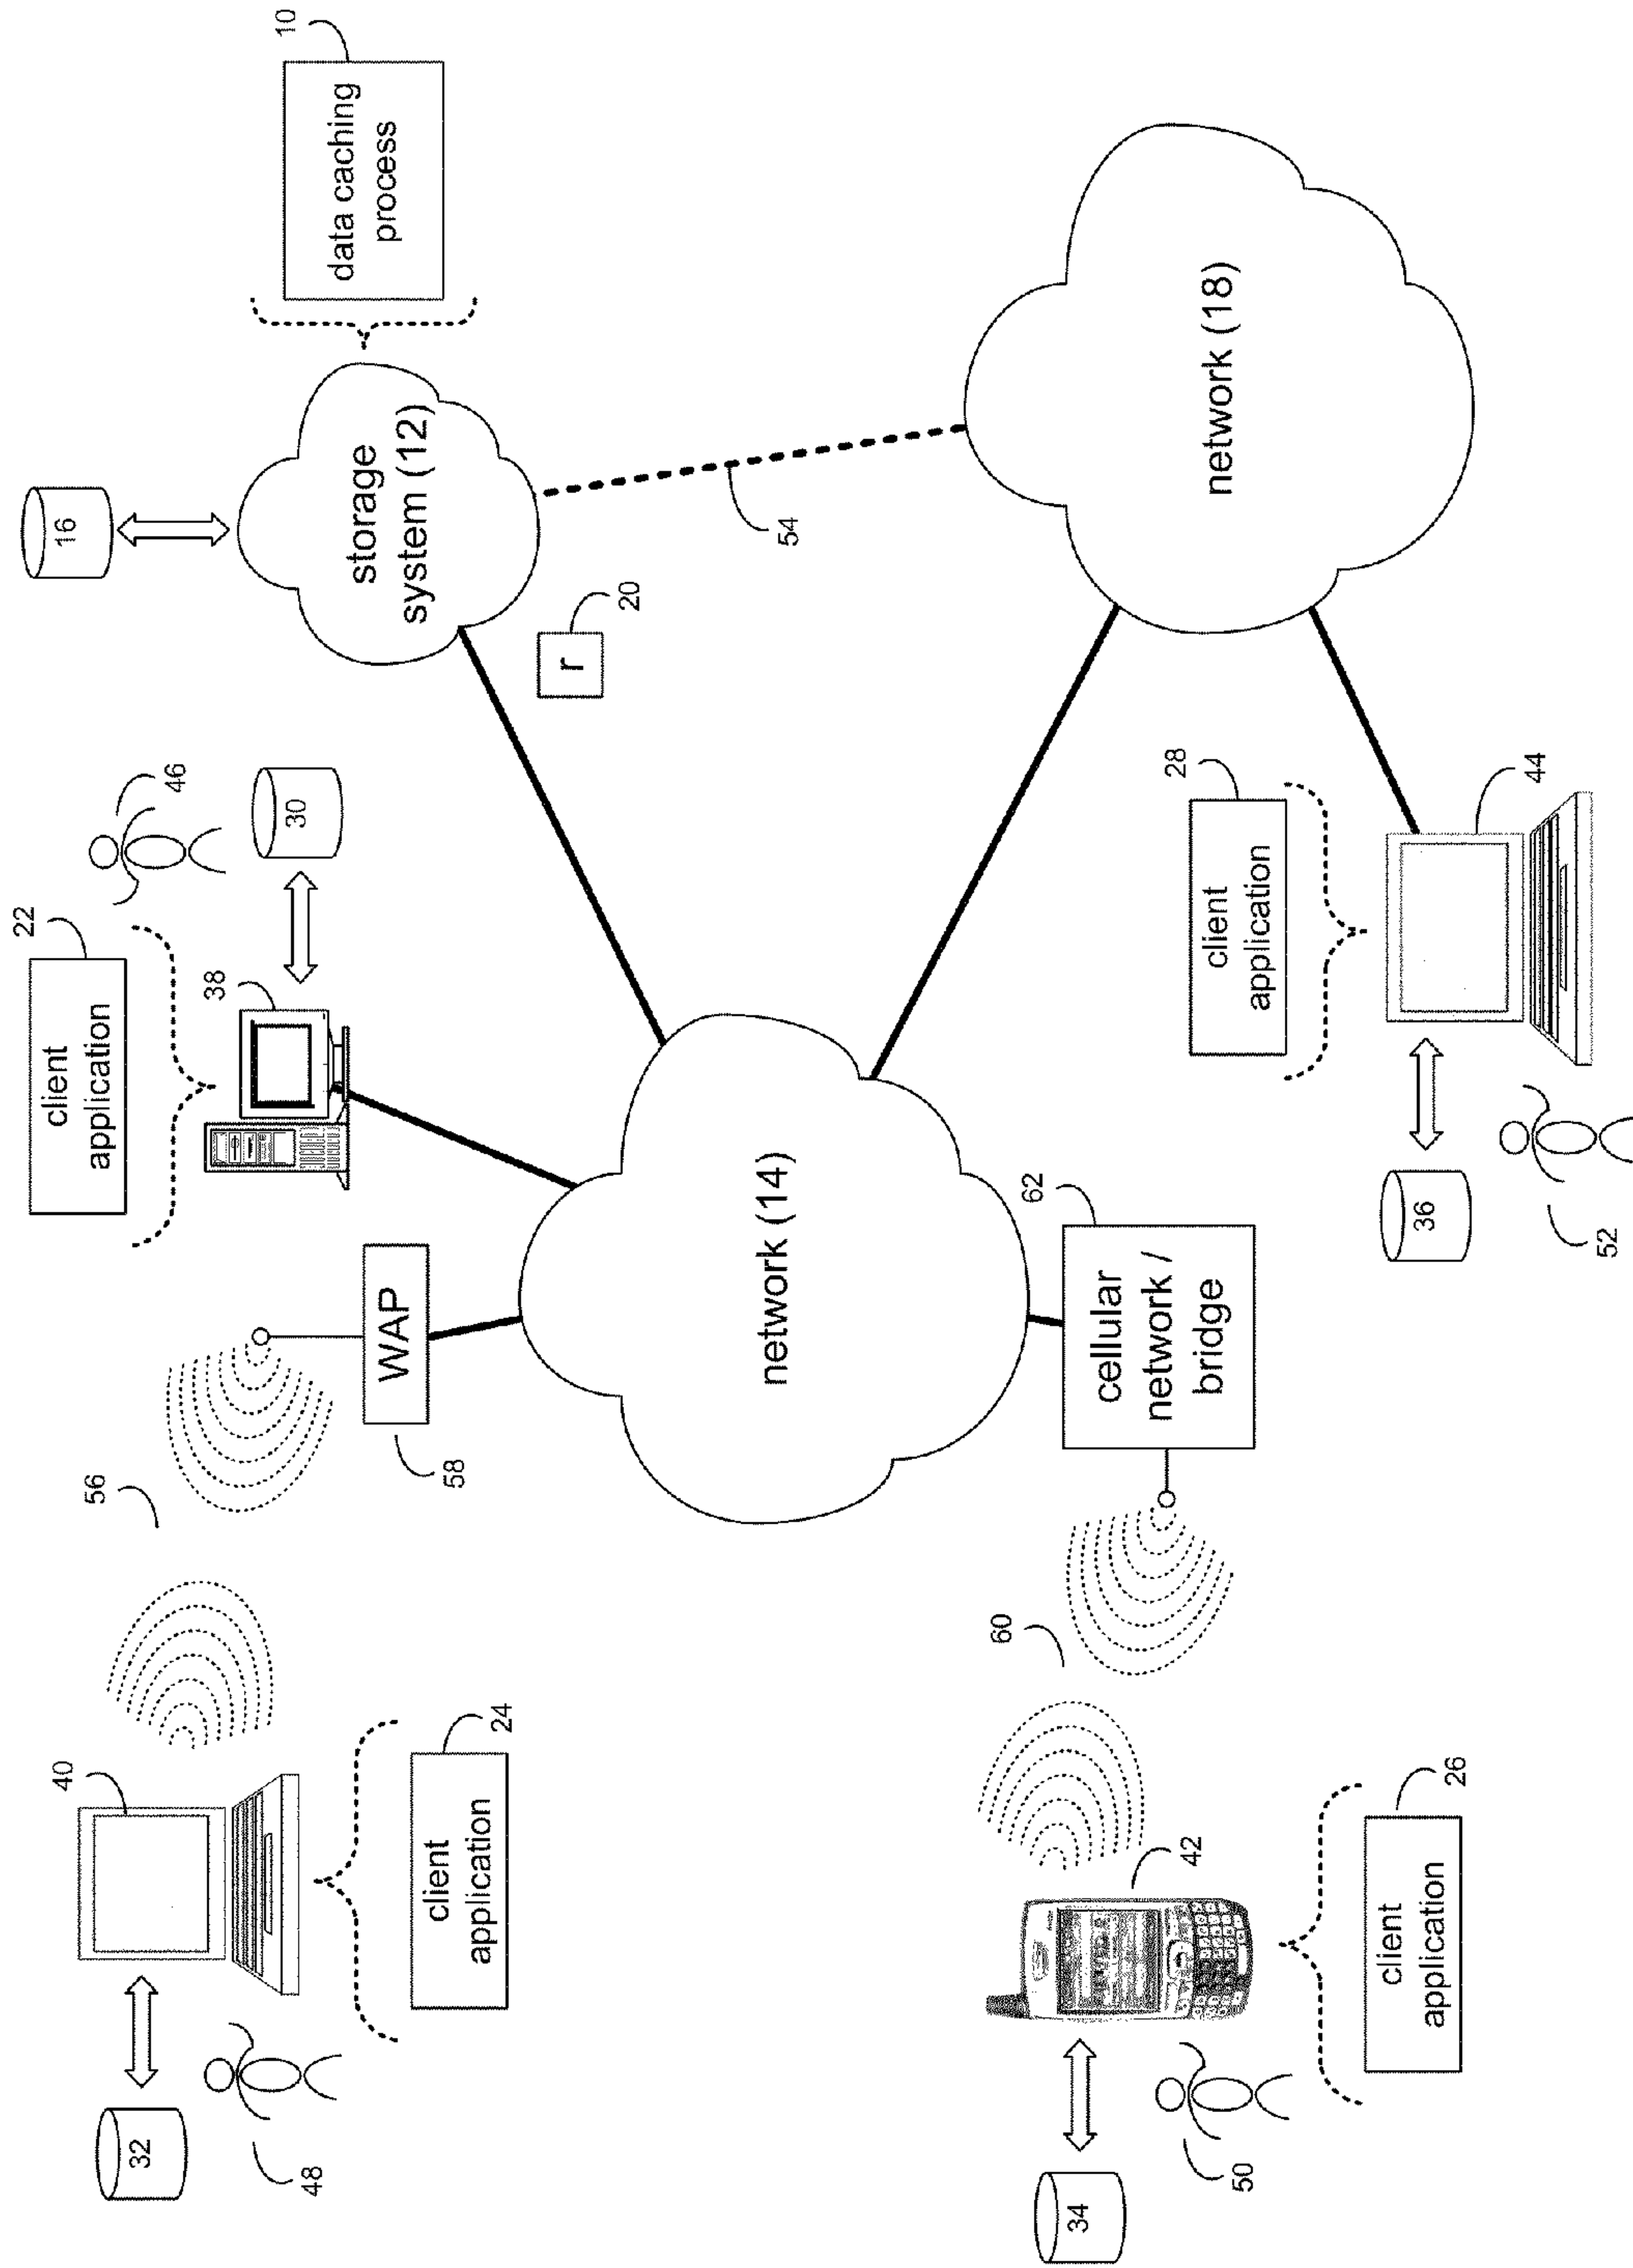 32
48
40
client
application
24
56
WAP
58
client
application
22
38
30
46
16
storage
system (12)
data caching
process
10
r
20
network (14)
54
34
50
42
client
application
26
60
cellular
network /
bridge
62
36
52
client
application
28
44
network (18)